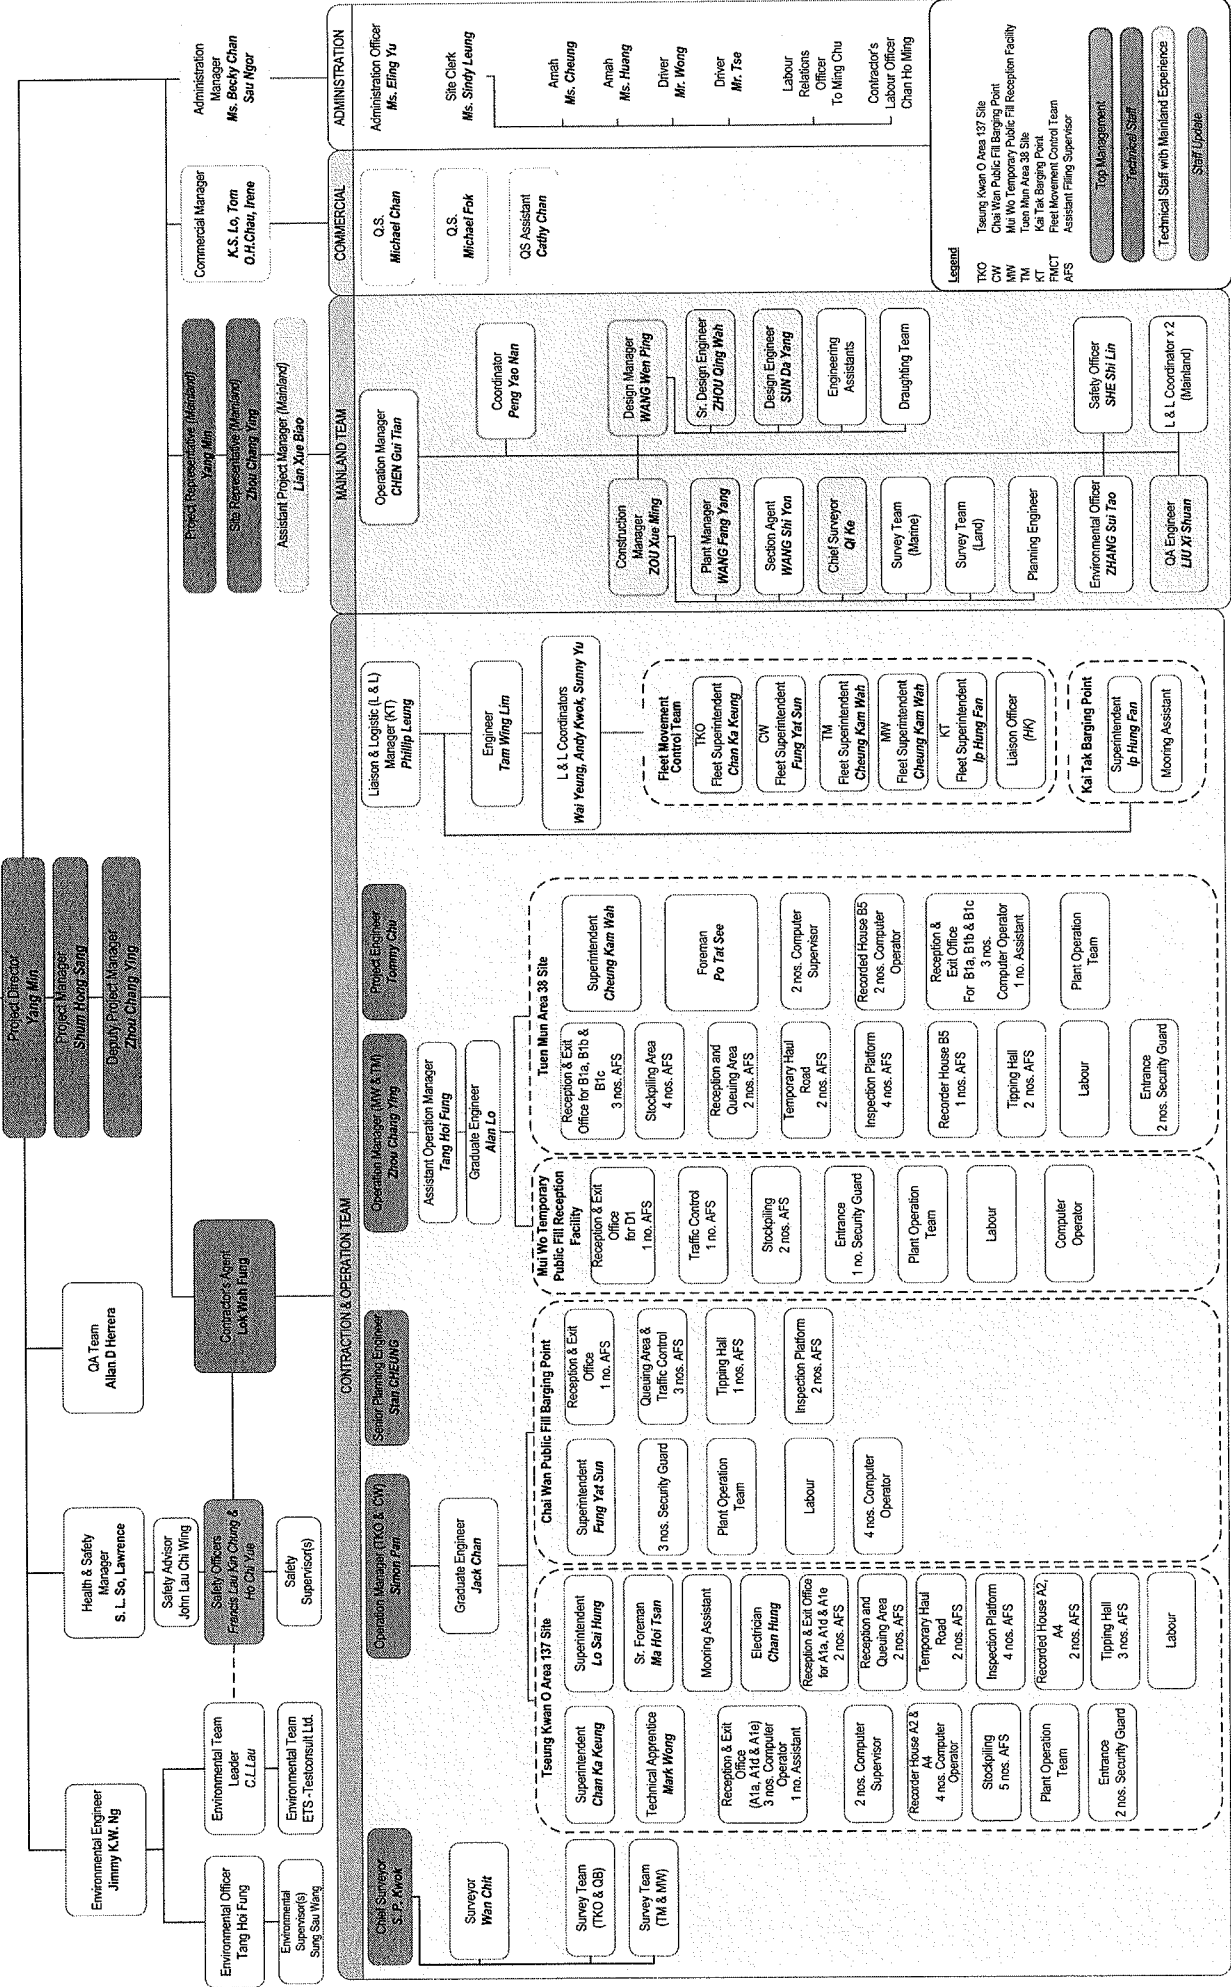 Project Director
Yang Min
Project Manager
Shum Hong Sang
Deputy Project Manager
Zhou Chang Ying
Environmental Engineer
Jimmy K.W. Ng
Environmental Officer
Tang Hoi Fung
Environmental
Supervisor(s)
Sung Sau Wang
Environmental Team
Leader
C.L.Lau
Environmental Team
ETS -Testconsult Ltd.
Health & Safety
Manager
S. L. So, Lawrence
Safety Advisor
John Lau Chi Wing
Safety Officers
Francis Lau Kin Chung &
Ho Chi Yue
Safety
Supervisor(s)
QA Team
Allan D Herrera
Contractor's Agent
Lok Wah Fung
Project Representative (Mainland)
Yang Min
Site Representative (Mainland)
Zhou Chang Ying
Assistant Project Manager (Mainland)
Lian Xue Biao
Commercial Manager
K.S. Lo, Tom
O.H.Chau, Irene
Administration
Manager
Ms. Becky Chan
Sau Ngor
CONTRACTION & OPERATION TEAM
Chief Surveyor
S. P. Kwok
Surveyor
Wan Chit
Survey Team
(TKO & QB)
Survey Team
(TM & MW)
Operation Manager (TKO & CW)
Simon Pan
Graduate Engineer
Jack Chan
Senior Planning Engineer
Stan CHEUNG
Tseung Kwan O Area 137 Site
Superintendent
Chan Ka Keung
Technical Apprentice
Mark Wong
Reception & Exit
Office
(A1a, A1d & A1e)
3 nos. Computer
Operator
1 no. Assistant
2 nos. Computer
Supervisor
Recorder House A2 &
A4
4 nos. Computer
Operator
Stockpiling
5 nos. AFS
Plant Operation
Team
Entrance
2 nos. Security Guard
Superintendent
Lo Sai Hung
Sr. Foreman
Ma Hoi Tsan
Mooring Assistant
Electrician
Chan Hung
Reception & Exit Office
for A1a, A1d & A1e
2 nos. AFS
Reception and
Queuing Area
2 nos. AFS
Temporary Haul
Road
2 nos. AFS
Inspection Platform
4 nos. AFS
Recorded House A2,
A4
2 nos. AFS
Tipping Hall
3 nos. AFS
Labour
Chai Wan Public Fill Barging Point
Superintendent
Fung Yat Sun
3 nos. Security Guard
Plant Operation
Team
Labour
4 nos. Computer
Operator
Reception & Exit
Office
1 no. AFS
Queuing Area &
Traffic Control
3 nos. AFS
Tipping Hall
1 nos. AFS
Inspection Platform
2 nos. AFS
Operation Manager (MW & TM)
Zhou Chang Ying
Assistant Operation Manager
Tang Hoi Fung
Graduate Engineer
Alan Lo
Project Engineer
Tommy Chu
Mui Wo Temporary
Public Fill Reception
Facility
Reception & Exit
Office
for D1
1 no. AFS
Traffic Control
1 no. AFS
Stockpiling
2 nos. AFS
Entrance
1 no. Security Guard
Plant Operation
Team
Labour
Computer
Operator
Tuen Mun Area 38 Site
Reception & Exit
Office for B1a, B1b &
B1c
3 nos. AFS
Stockpiling Area
4 nos. AFS
Reception and
Queuing Area
2 nos. AFS
Temporary Haul
Road
2 nos. AFS
Inspection Platform
4 nos. AFS
Recorder House B5
1 nos. AFS
Tipping Hall
2 nos. AFS
Labour
Entrance
2 nos. Security Guard
Superintendent
Cheung Kam Wah
Foreman
Po Tat See
2 nos. Computer
Supervisor
Recorded House B5
2 nos. Computer
Operator
Reception &
Exit Office
For B1a, B1b & B1c
3 nos.
Computer Operator
1 no. Assistant
Plant Operation
Team
Liaison & Logistic (L & L)
Manager (KT)
Phillip Leung
Engineer
Tam Wing Lim
L & L Coordinators
Wai Yeung, Andy Kwok, Sunny Yu
Fleet Movement
Control Team
TKO
Fleet Superintendent
Chan Ka Keung
CW
Fleet Superintendent
Fung Yat Sun
TM
Fleet Superintendent
Cheung Kam Wah
MW
Fleet Superintendent
Cheung Kam Wah
KT
Fleet Superintendent
Ip Hung Fan
Liaison Officer
(HK)
Kai Tak Barging Point
Superintendent
Ip Hung Fan
Mooring Assistant
MAINLAND TEAM
Operation Manager
CHEN Gui Tian
Coordinator
Peng Yao Nan
Construction
Manager
ZOU Xue Ming
Plant Manager
WANG Fang Yang
Section Agent
WANG Shi Yon
Chief Surveyor
Qi Ke
Survey Team
(Marine)
Survey Team
(Land)
Planning Engineer
Environmental Officer
ZHANG Sui Tao
QA Engineer
LIU Xi Shuan
Design Manager
WANG Wen Ping
Sr. Design Engineer
ZHOU Qing Wah
Design Engineer
SUN Da Yang
Engineering
Assistants
Draughting Team
Safety Officer
SHE Shi Lin
L & L Coordinator x 2
(Mainland)
COMMERCIAL
Q.S.
Michael Chan
Q.S.
Michael Fok
QS Assistant
Cathy Chan
ADMINISTRATION
Administration Officer
Ms. Eling Yu
Site Clerk
Ms. Sindy Leung
Amah
Ms. Cheung
Amah
Ms. Huang
Driver
Mr. Wong
Driver
Mr. Tse
Labour
Relations
Officer
To Ming Chu
Contractor's
Labour Officer
Chan Ho Ming
Legend
TKO Tseung Kwan O Area 137 Site
CW Chai Wan Public Fill Barging Point
MW Mui Wo Temporary Public Fill Reception Facility
TM Tuen Mun Area 38 Site
KT Kai Tak Barging Point
FMCT Fleet Movement Control Team
AFS Assistant Filling Supervisor
Top Management
Technical Staff
Technical Staff with Mainland Experience
Staff Update